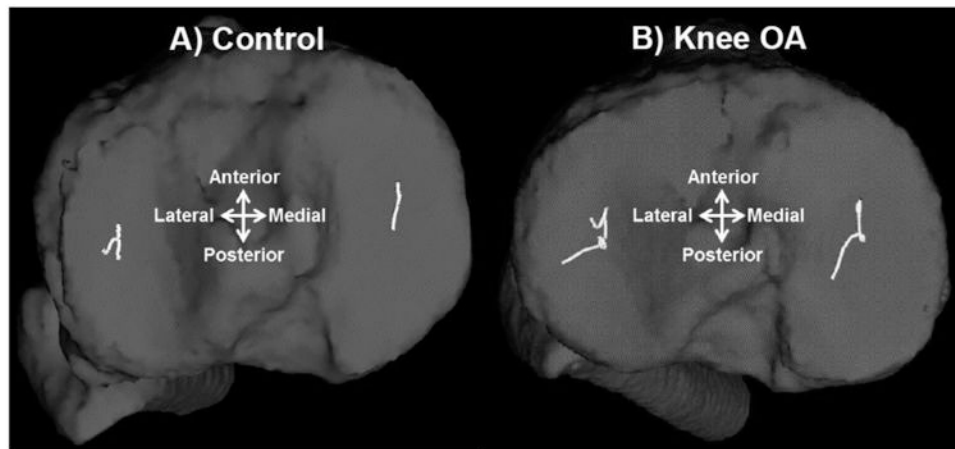 A) Control
Anterior
Lateral Medial
Posterior
B) Knee OA
Anterior
Lateral Medial
Posterior